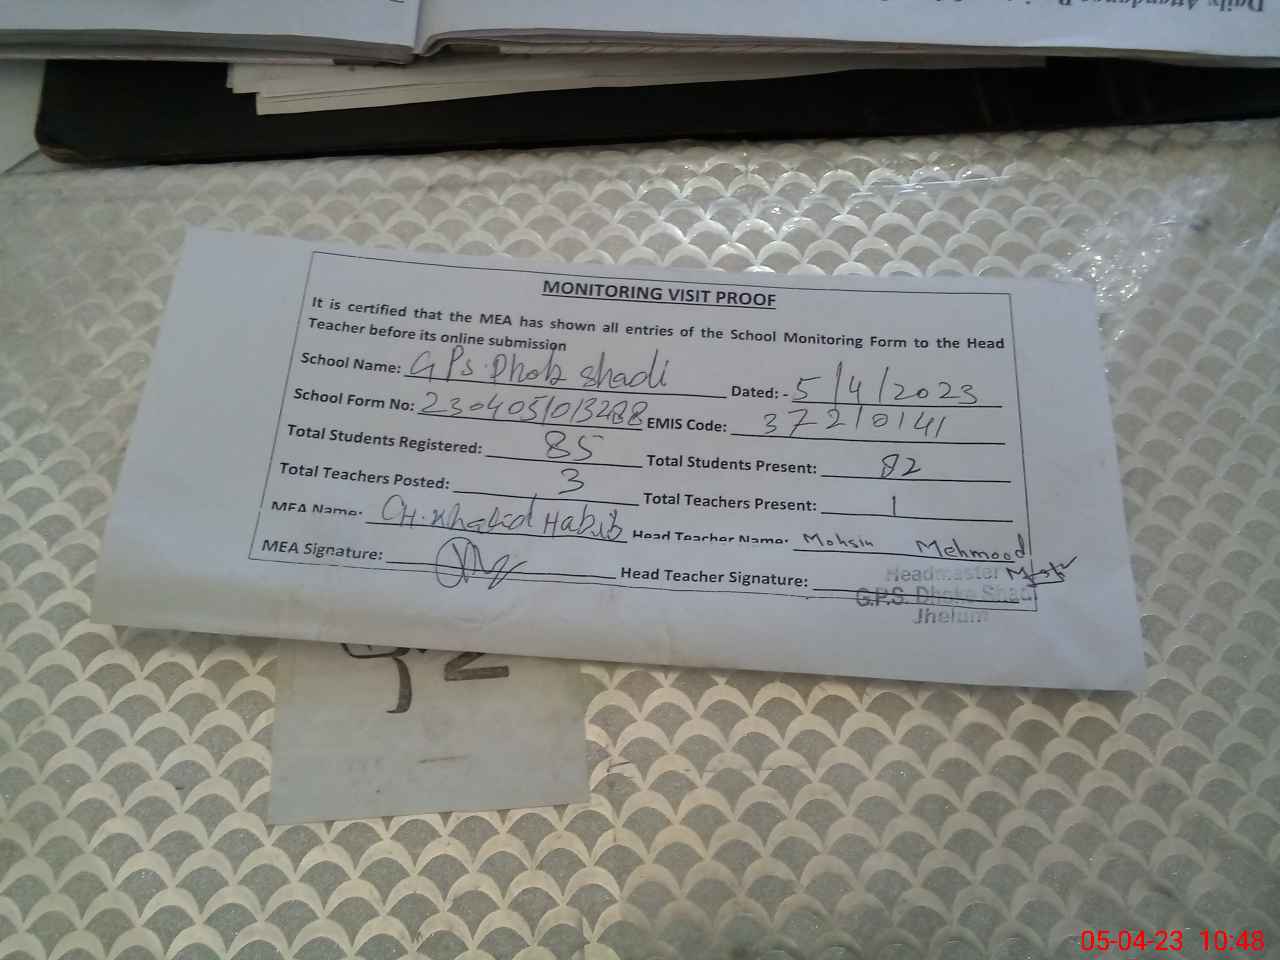 MONITORING VISIT PROOF
It is certified that the MEA has shown all entries of the School Monitoring Form to the Head
Teacher before its online submission
School Name: GPs. Dhok shadi Dated: - 5/4/2023
School Form No: EMIS Code: 37210141
Total Students Registered: 85 Total Students Present: 82
Total Teachers Posted: 3 Total Teachers Present: 1
MEA Name: CH. Khalid Habib Head Teacher Name: Mohsin Mehmood
MEA Signature: Head Teacher Signature:
Headmaster
G.P.S. Dhoke Shadi
Jhelum
05-04-23 10:48